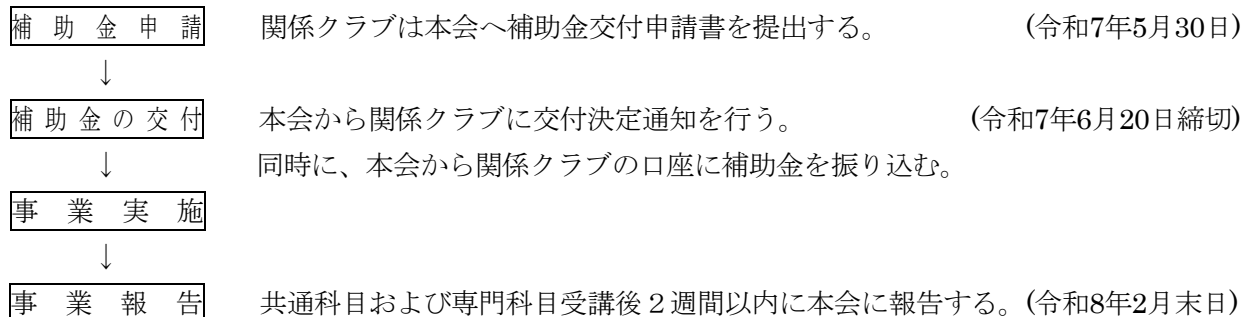 補助金申請 関係クラブは本会へ補助金交付申請書を提出する。 (令和7年5月30日)
↓
補助金の交付 本会から関係クラブに交付決定通知を行う。 (令和7年6月20日締切)
↓ 同時に、本会から関係クラブの口座に補助金を振り込む。
事業実施
↓
事業報告 共通科目および専門科目受講後2週間以内に本会に報告する。(令和8年2月末日)